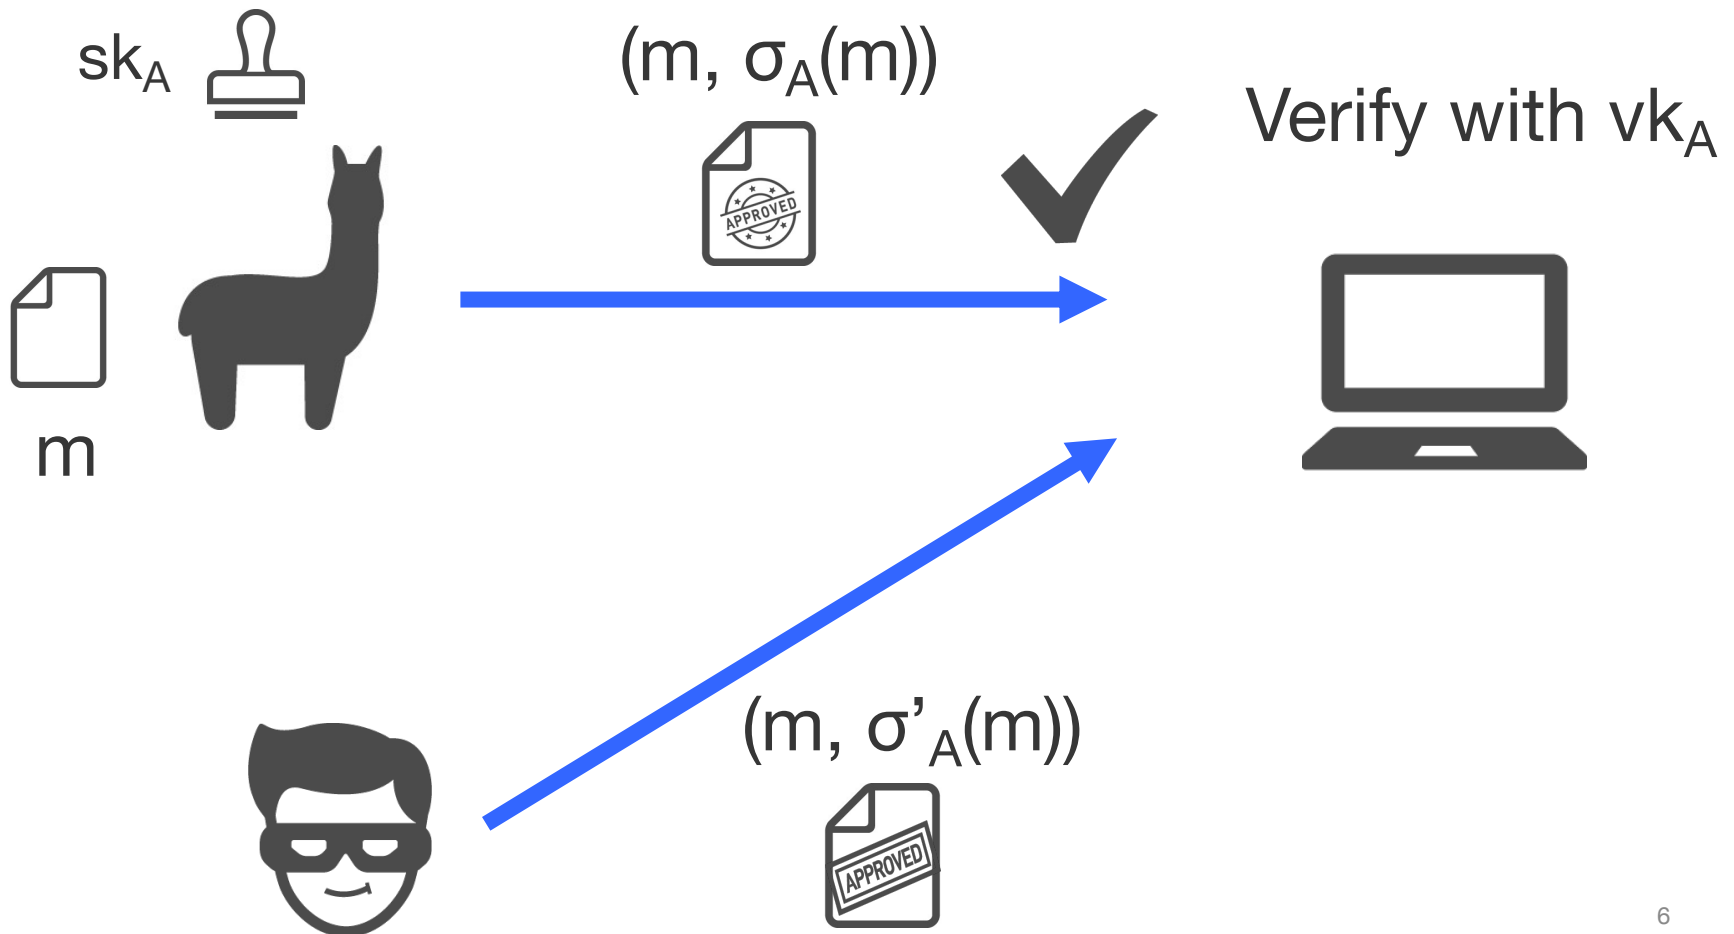 sk_A
(m, σ_A(m))
Verify with vk_A
APPROVED
m
(m, σ’_A(m))
APPROVED
6